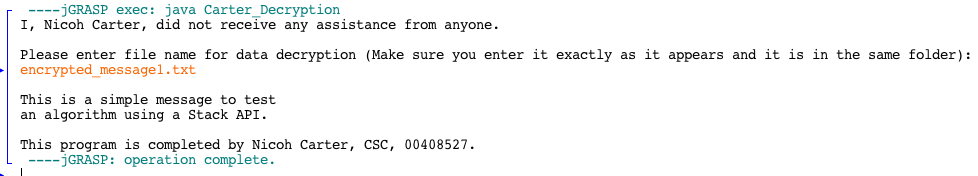 ----jGRASP exec: java Carter_Decryption
I, Nicoh Carter, did not receive any assistance from anyone.
Please enter file name for data decryption (Make sure you enter it exactly as it appears and it is in the same folder):
encrypted_message1.txt
This is a simple message to test
an algorithm using a Stack API.
This program is completed by Nicoh Carter, CSC, 00408527.
----jGRASP: operation complete.